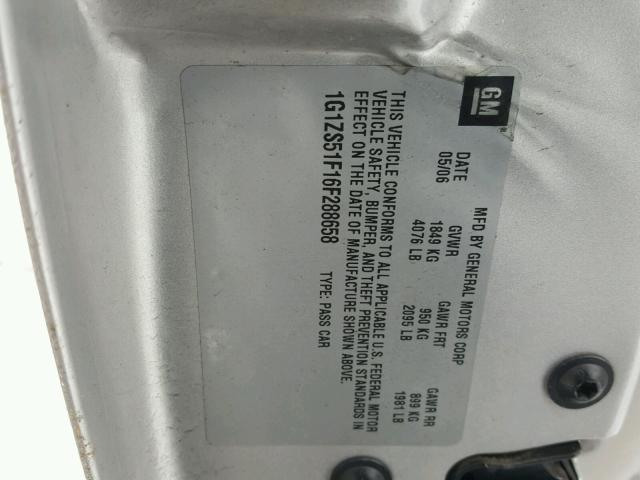 GM
MFD BY GENERAL MOTORS CORP
DATE GVWR GAWR FRT GAWR RR
05/06 1849 KG 950 KG 899 KG
4076 LB 2095 LB 1981 LB
THIS VEHICLE CONFORMS TO ALL APPLICABLE U.S. FEDERAL MOTOR
VEHICLE SAFETY, BUMPER, AND THEFT PREVENTION STANDARDS IN
EFFECT ON THE DATE OF MANUFACTURE SHOWN ABOVE.
1G1ZS51F16F288658 TYPE: PASS CAR